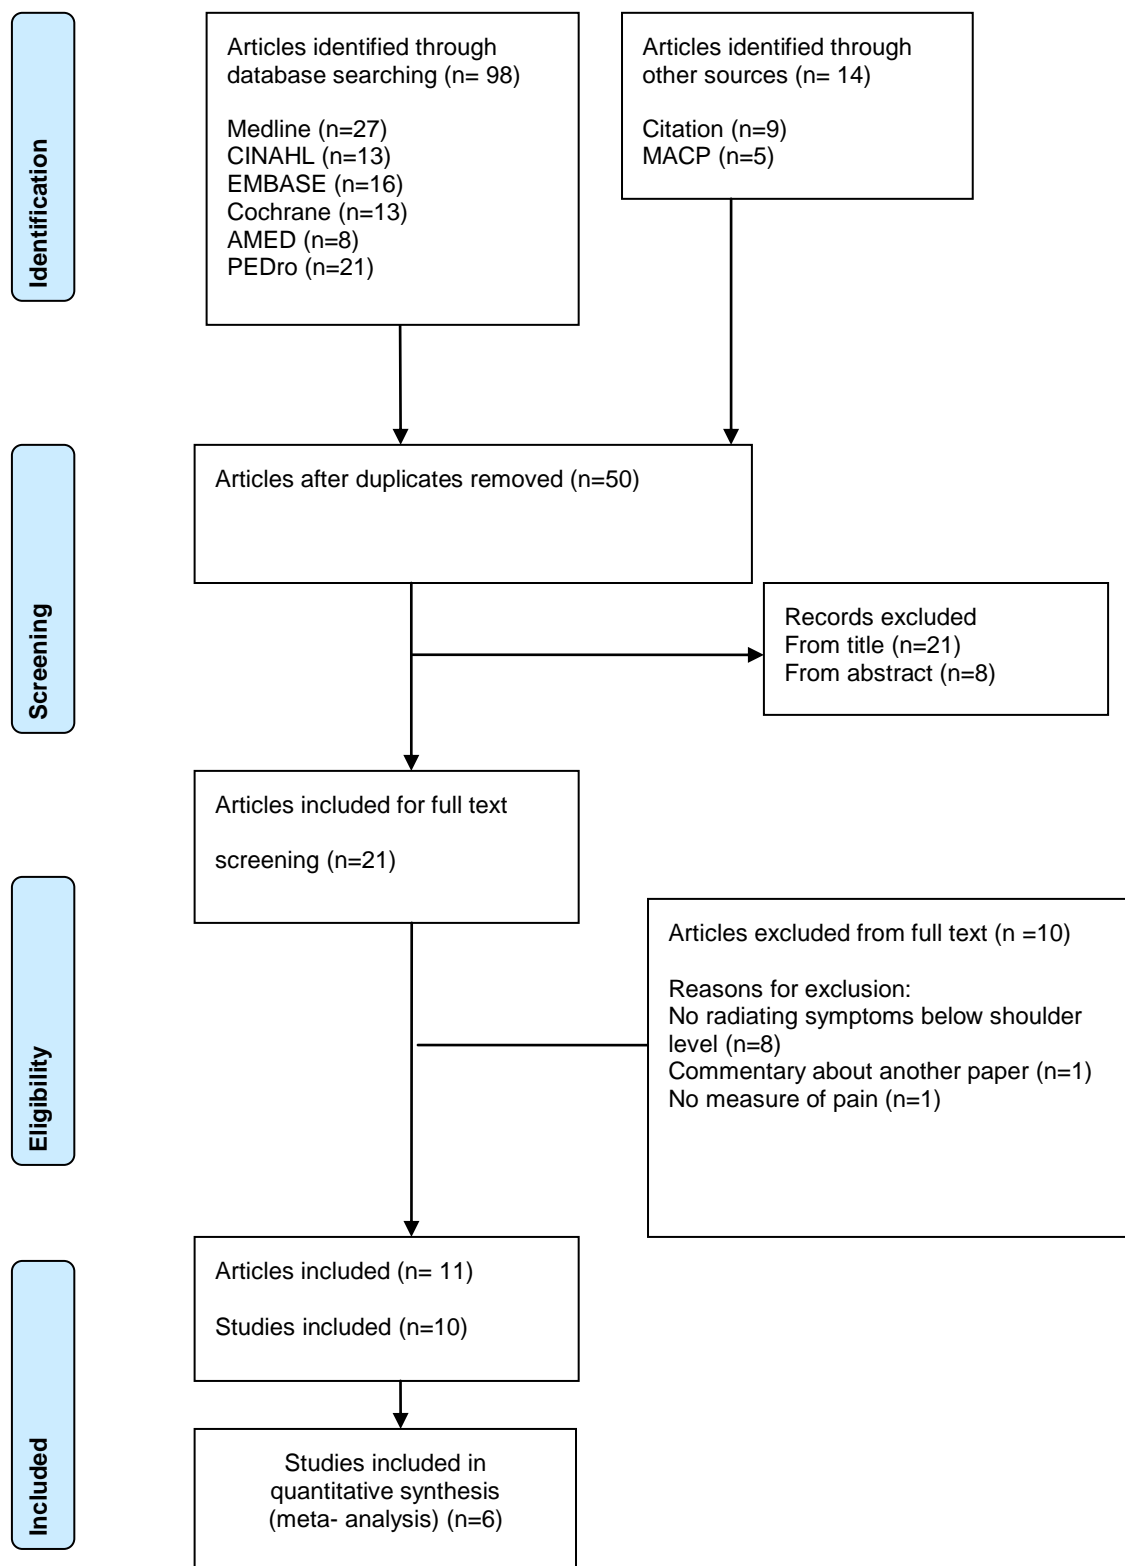 Identification
Articles identified through
database searching (n= 98)
Medline (n=27)
CINAHL (n=13)
EMBASE (n=16)
Cochrane (n=13)
AMED (n=8)
PEDro (n=21)
Articles identified through
other sources (n= 14)
Citation (n=9)
MACP (n=5)
Screening
Articles after duplicates removed (n=50)
Records excluded
From title (n=21)
From abstract (n=8)
Articles included for full text
screening (n=21)
Eligibility
Articles excluded from full text (n =10)
Reasons for exclusion:
No radiating symptoms below shoulder
level (n=8)
Commentary about another paper (n=1)
No measure of pain (n=1)
Included
Articles included (n= 11)
Studies included (n=10)
Studies included in
quantitative synthesis
(meta- analysis) (n=6)